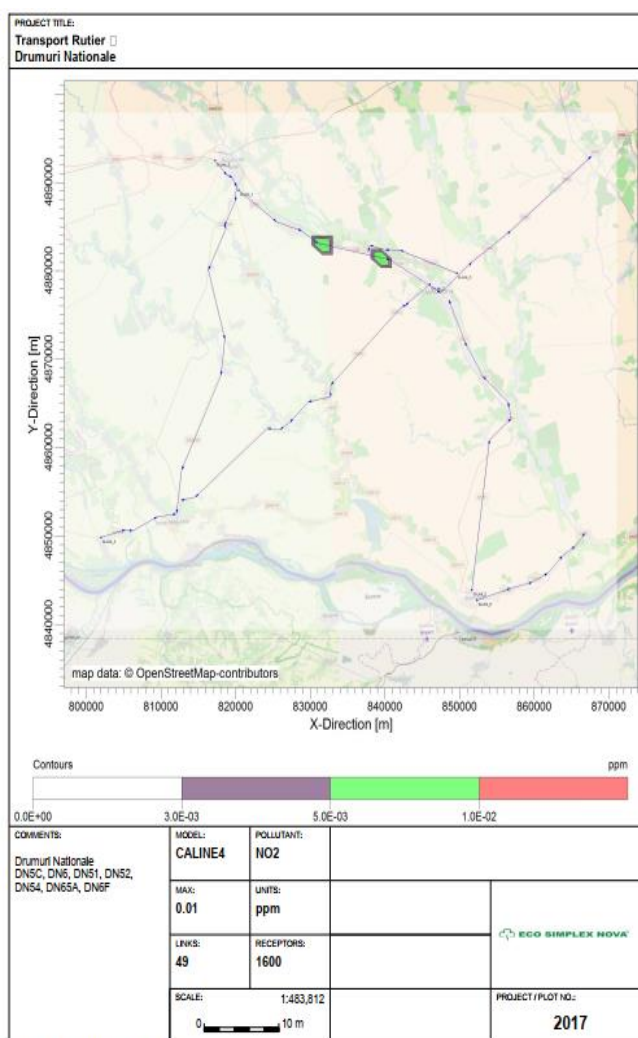 PROJECT TITLE:
Transport Rutier
Drumuri Nationale
Y-Direction [m]
4890000
4880000
4870000
4860000
4850000
4840000
map data: © OpenStreetMap-contributors
800000 810000 820000 830000 840000 850000 860000 870000
X-Direction [m]
Contours ppm
0.0E+00 3.0E-03 5.0E-03 1.0E-02
COMMENTS:
Drumuri Nationale
DN5C, DN6, DN51, DN52,
DN54, DN65A, DN6F
MODEL:
CALINE4
POLLUTANT:
NO2
MAX:
0.01
UNITS:
ppm
LINKS:
49
RECEPTORS:
1600
ECO SIMPLEX NOVA
SCALE: 1:483,812
0 10 m
PROJECT / PLOT NO.:
2017